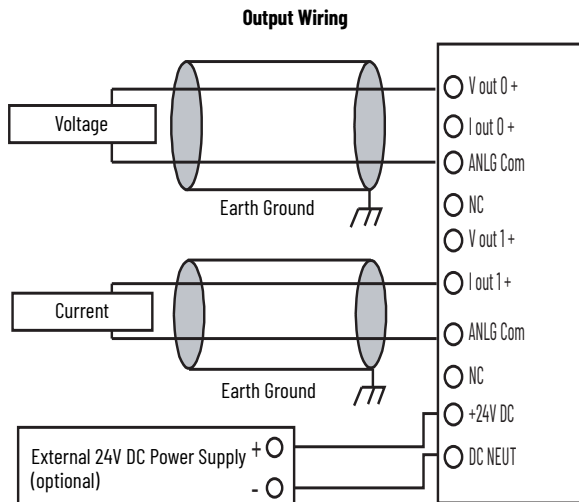 Output Wiring
V out 0 +
I out 0 +
Voltage
ANLG Com
NC
Earth Ground
V out 1 +
I out 1 +
Current
ANLG Com
NC
Earth Ground
+24V DC
External 24V DC Power Supply +
(optional)
DC NEUT
-